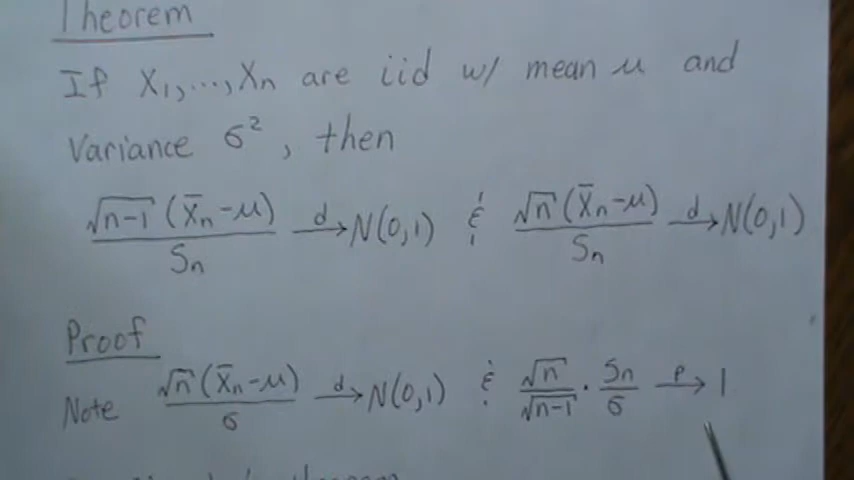 Theorem
If X₁,...,Xₙ are iid w/ mean μ and
Variance σ², then
√n-1 (X̄ₙ-μ) / Sₙ →ᵈ N(0,1) & √n (X̄ₙ-μ) / Sₙ →ᵈ N(0,1)
Proof
Note √n (X̄ₙ-μ) / σ →ᵈ N(0,1) & √n / √n-1 · Sₙ / σ →ᵖ 1
theorem